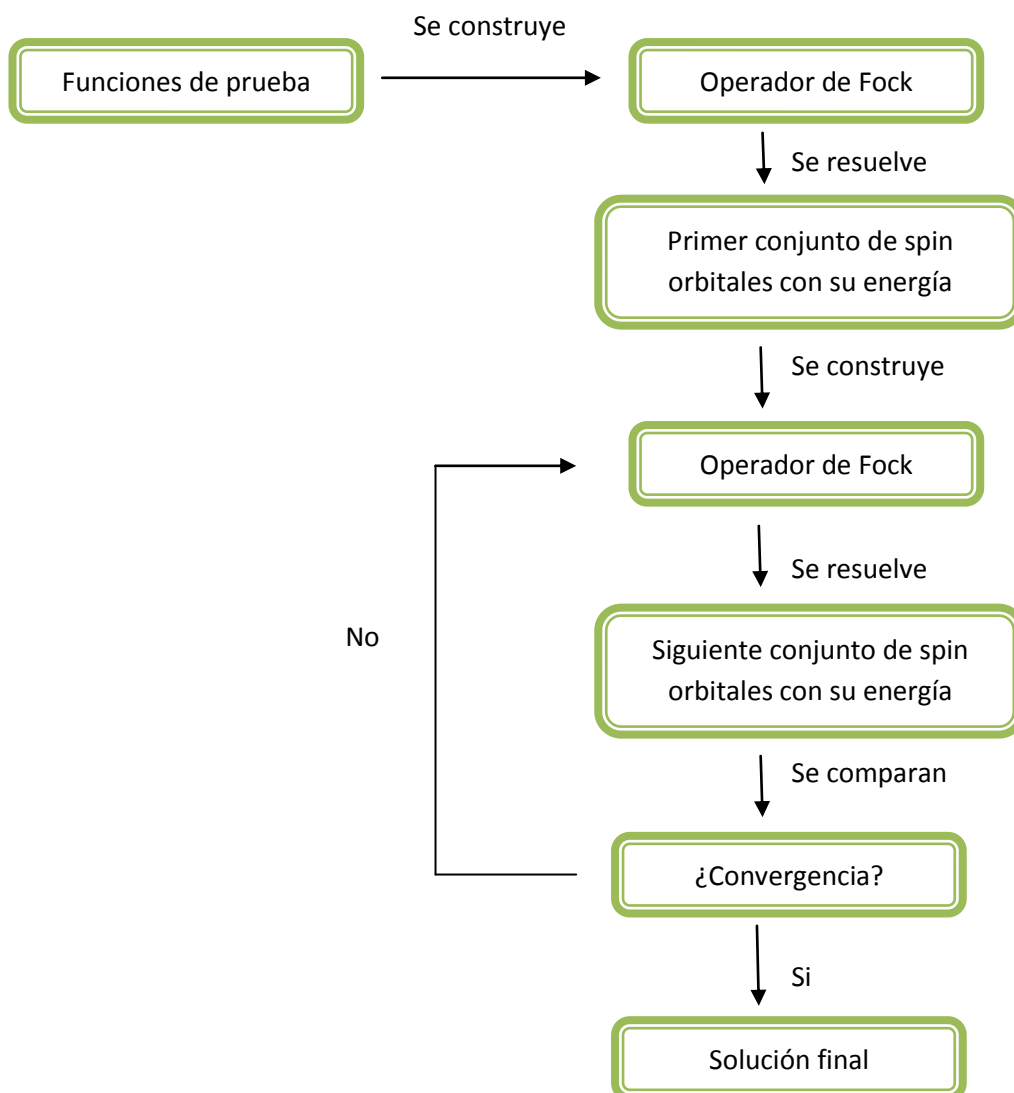 Se construye
Funciones de prueba
Operador de Fock
Se resuelve
Primer conjunto de spin
orbitales con su energía
Se construye
Operador de Fock
Se resuelve
No
Siguiente conjunto de spin
orbitales con su energía
Se comparan
¿Convergencia?
Si
Solución final